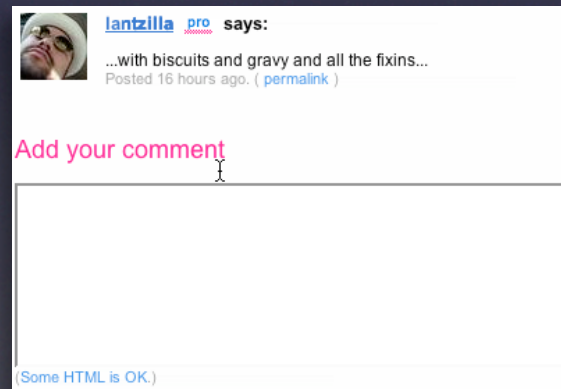 lantzilla pro says:
...with biscuits and gravy and all the fixins...
Posted 16 hours ago. ( permalink )
Add your comment
(Some HTML is OK.)